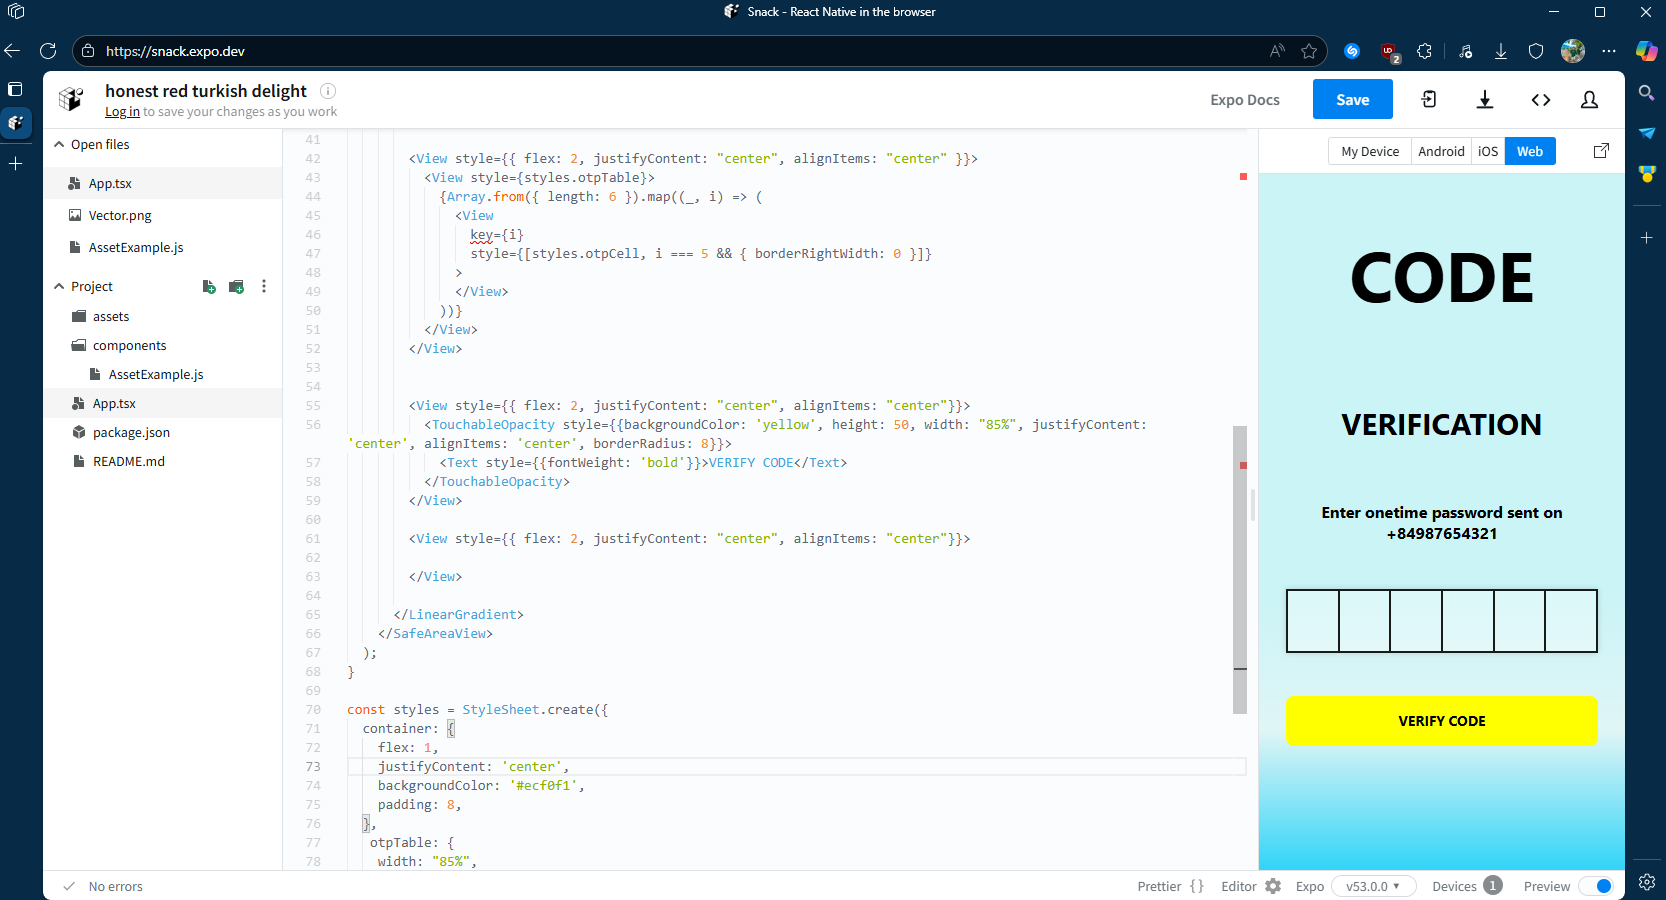 Snack - React Native in the browser
https://snack.expo.dev
2
honest red turkish delight
Log in to save your changes as you work
Expo Docs
Save
Open files
App.tsx
Vector.png
AssetExample.js
Project
assets
components
AssetExample.js
App.tsx
package.json
README.md
41
42 <View style={{ flex: 2, justifyContent: "center", alignItems: "center" }}>
43 <View style={styles.otpTable}>
44 {Array.from({ length: 6 }).map((_, i) => (
45 <View
46 key={i}
47 style={[styles.otpCell, i === 5 && { borderRightWidth: 0 }]}
48 >
49 </View>
50 ))}
51 </View>
52 </View>
53
54
55 <View style={{ flex: 2, justifyContent: "center", alignItems: "center"}}>
56 <TouchableOpacity style={{backgroundColor: 'yellow', height: 50, width: "85%", justifyContent:
'center', alignItems: 'center', borderRadius: 8}}>
57 <Text style={{fontWeight: 'bold'}}>VERIFY CODE</Text>
58 </TouchableOpacity>
59 </View>
60
61 <View style={{ flex: 2, justifyContent: "center", alignItems: "center"}}>
62
63 </View>
64
65 </LinearGradient>
66 </SafeAreaView>
67 );
68 }
69
70 const styles = StyleSheet.create({
71 container: {
72 flex: 1,
73 justifyContent: 'center',
74 backgroundColor: '#ecf0f1',
75 padding: 8,
76 },
77 otpTable: {
78 width: "85%",
My Device Android iOS Web
CODE
VERIFICATION
Enter onetime password sent on
+84987654321
VERIFY CODE
No errors
Prettier {} Editor Expo v53.0.0 Devices 1 Preview